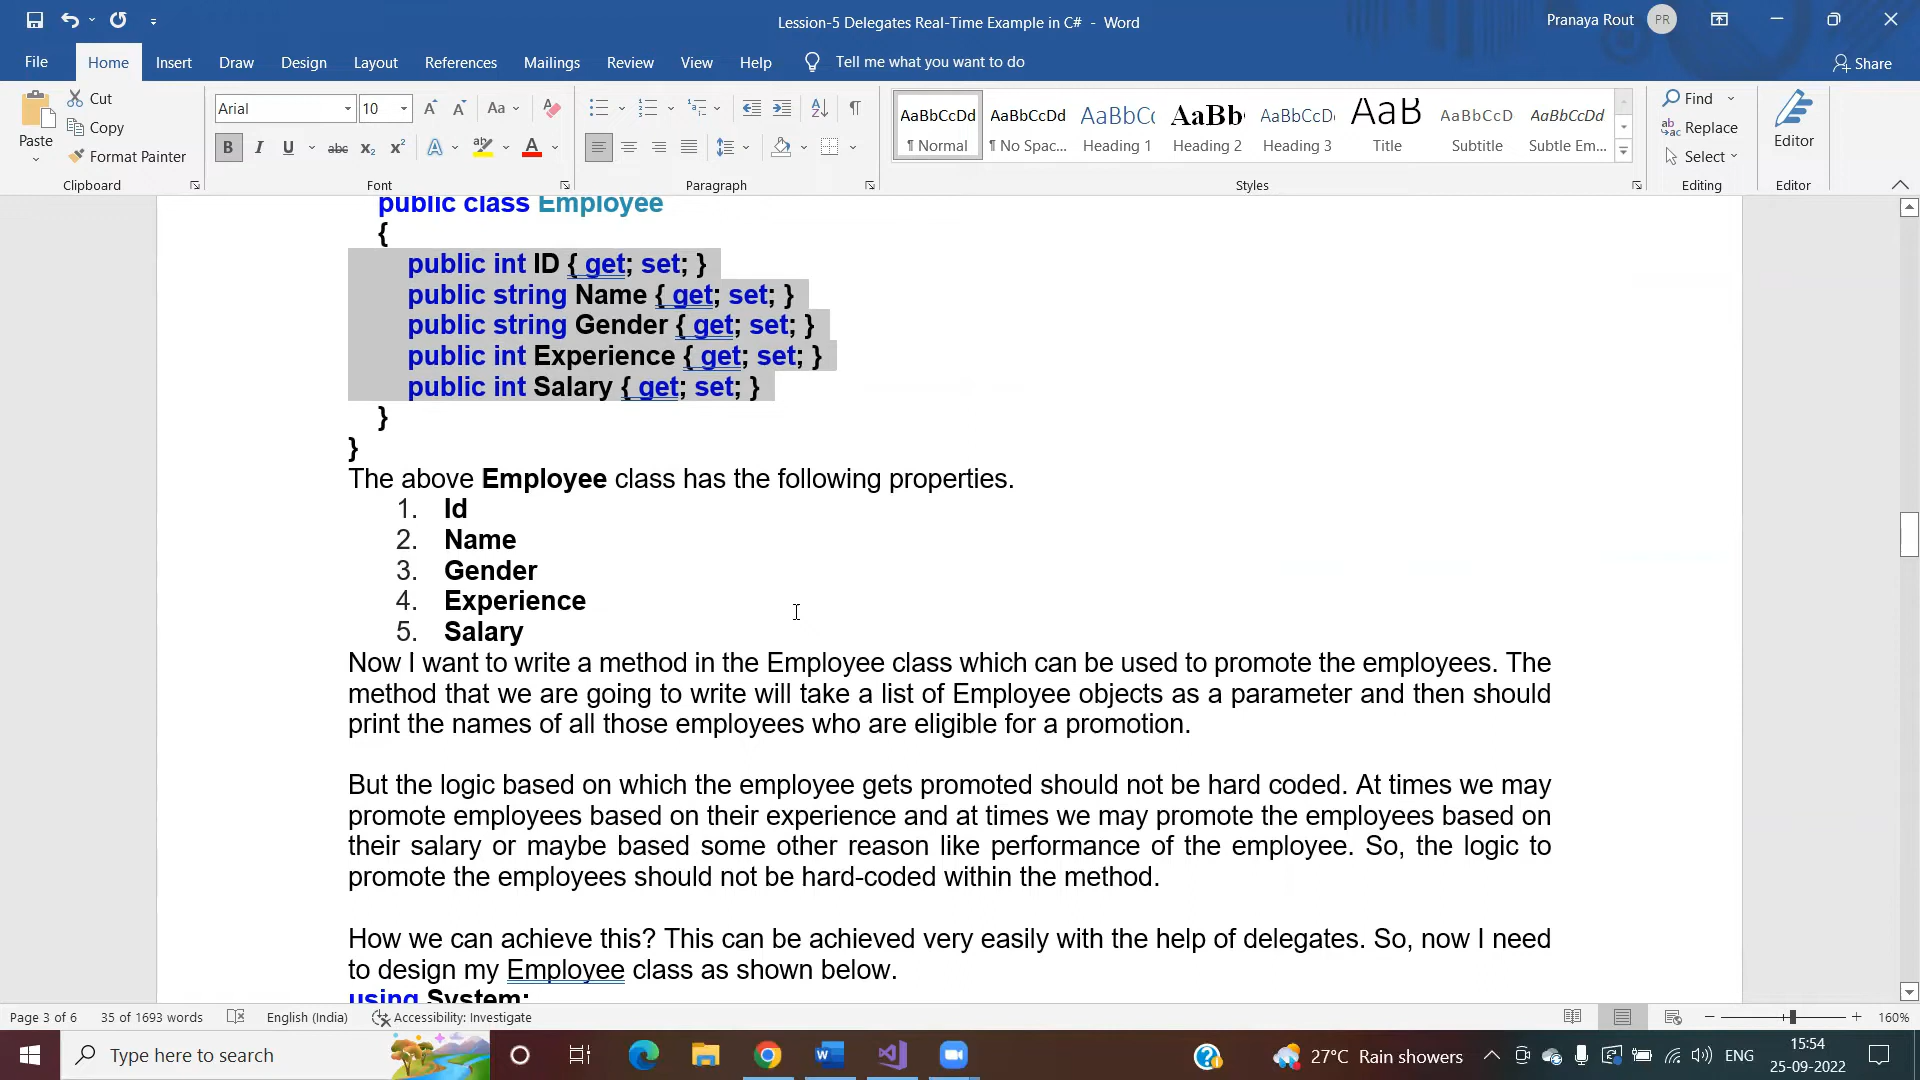 Lession-5 Delegates Real-Time Example in C# - Word
Pranaya Rout PR
File Home Insert Draw Design Layout References Mailings Review View Help Tell me what you want to do Share
Paste
Cut
Copy
Format Painter
Clipboard
Arial 10
Font
Paragraph
AaBbCcDd ¶ Normal
AaBbCcDd ¶ No Spac...
AaBbCc Heading 1
AaBb Heading 2
AaBbCcD Heading 3
AaB Title
AaBbCcD Subtitle
AaBbCcDd Subtle Em...
Styles
Find
Replace
Select
Editing
Editor
Editor
public class Employee
{
public int ID { get; set; }
public string Name { get; set; }
public string Gender { get; set; }
public int Experience { get; set; }
public int Salary { get; set; }
}
}
The above Employee class has the following properties.
1. Id
2. Name
3. Gender
4. Experience
5. Salary
Now I want to write a method in the Employee class which can be used to promote the employees. The
method that we are going to write will take a list of Employee objects as a parameter and then should
print the names of all those employees who are eligible for a promotion.
But the logic based on which the employee gets promoted should not be hard coded. At times we may
promote employees based on their experience and at times we may promote the employees based on
their salary or maybe based some other reason like performance of the employee. So, the logic to
promote the employees should not be hard-coded within the method.
How we can achieve this? This can be achieved very easily with the help of delegates. So, now I need
to design my Employee class as shown below.
using System;
Page 3 of 6 35 of 1693 words English (India) Accessibility: Investigate 160%
Type here to search
27°C Rain showers
ENG
15:54
25-09-2022